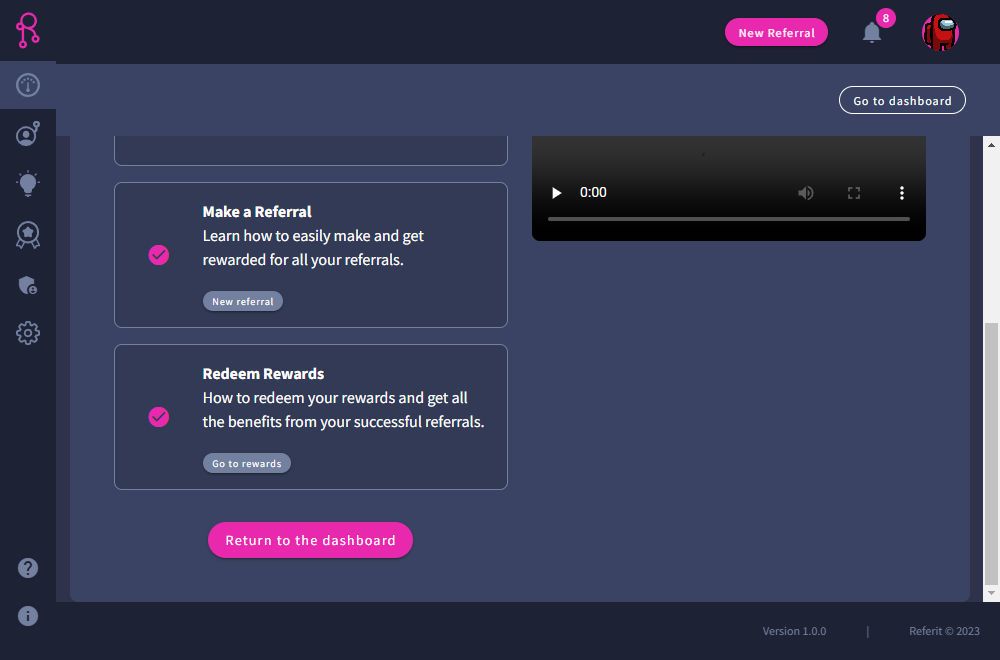 New Referral
8
Go to dashboard
0:00
Make a Referral
Learn how to easily make and get
rewarded for all your referrals.
New referral
Redeem Rewards
How to redeem your rewards and get all
the benefits from your successful referrals.
Go to rewards
Return to the dashboard
Version 1.0.0 | Referit © 2023